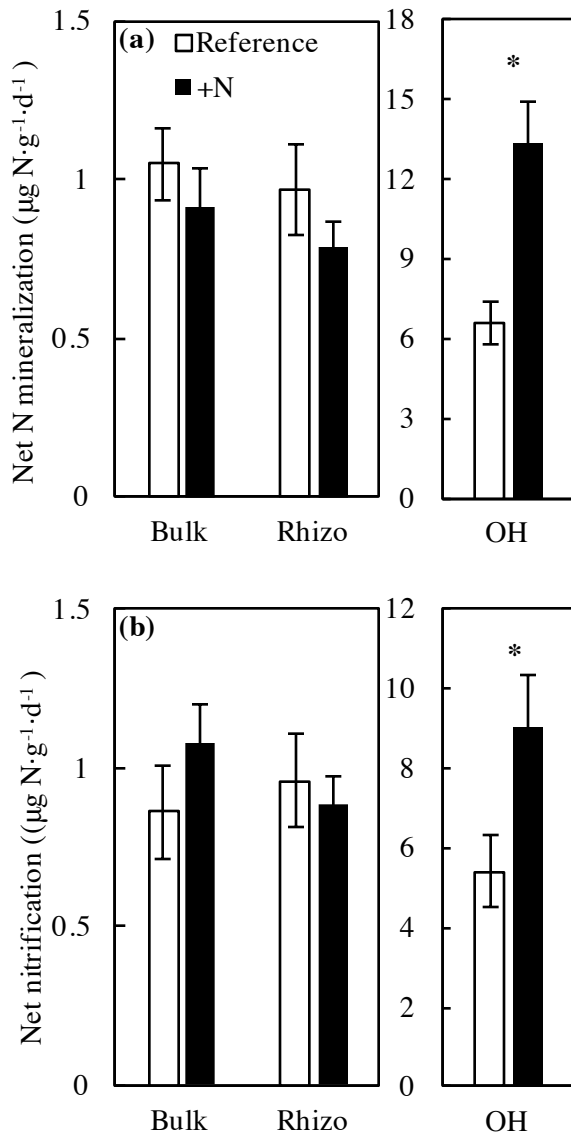 (a)
Reference
+N
*
Net N mineralization (µg N·g⁻¹·d⁻¹)
1.5
1
0.5
0
18
15
12
9
6
3
0
Bulk
Rhizo
OH
(b)
*
Net nitrification ((µg N·g⁻¹·d⁻¹)
1.5
1
0.5
0
12
10
8
6
4
2
0
Bulk
Rhizo
OH